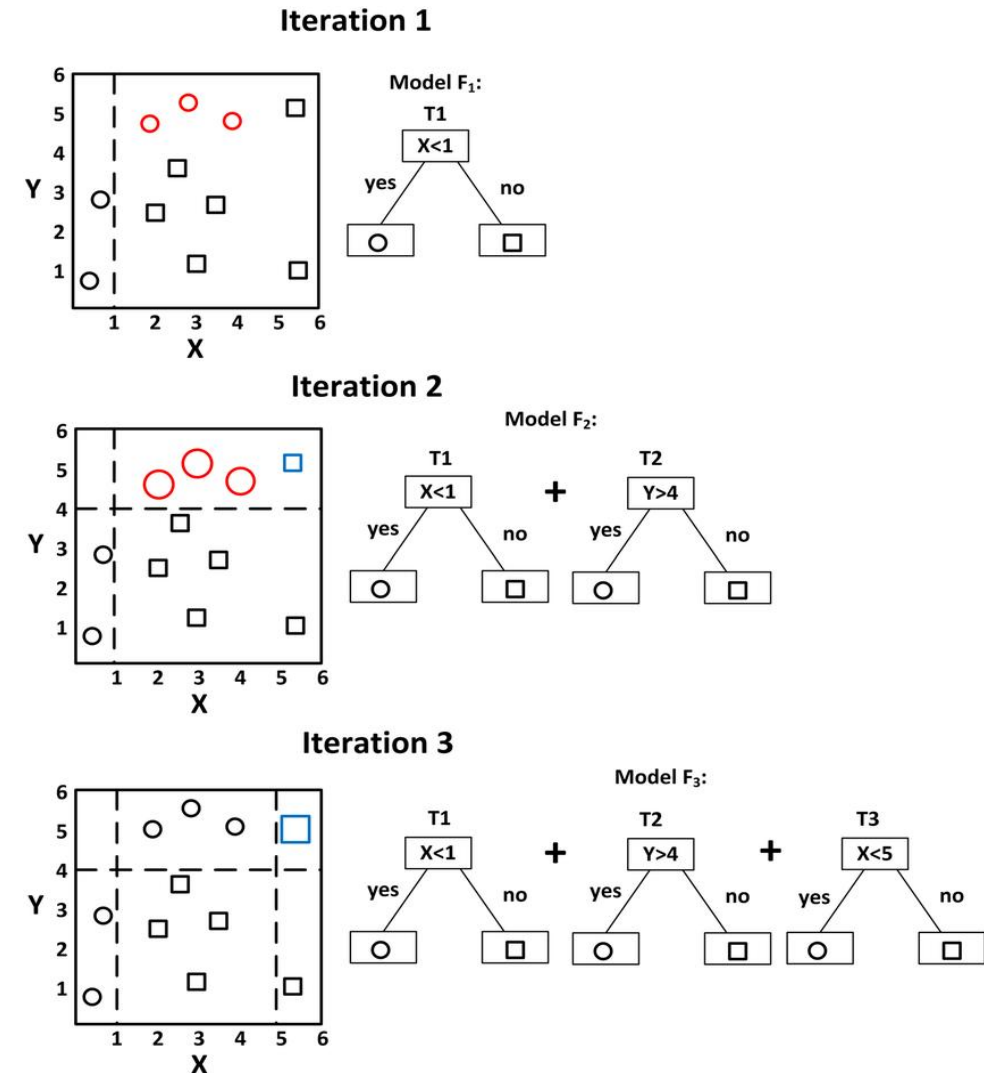 Iteration 1
6
5
4
3
2
1
Y
1 2 3 4 5 6
X
Model F₁:
T1
X<1
yes no
Iteration 2
6
5
4
3
2
1
Y
1 2 3 4 5 6
X
Model F₂:
T1 T2
X<1 + Y>4
yes no yes no
Iteration 3
6
5
4
3
2
1
Y
1 2 3 4 5 6
X
Model F₃:
T1 T2 T3
X<1 + Y>4 + X<5
yes no yes no yes no